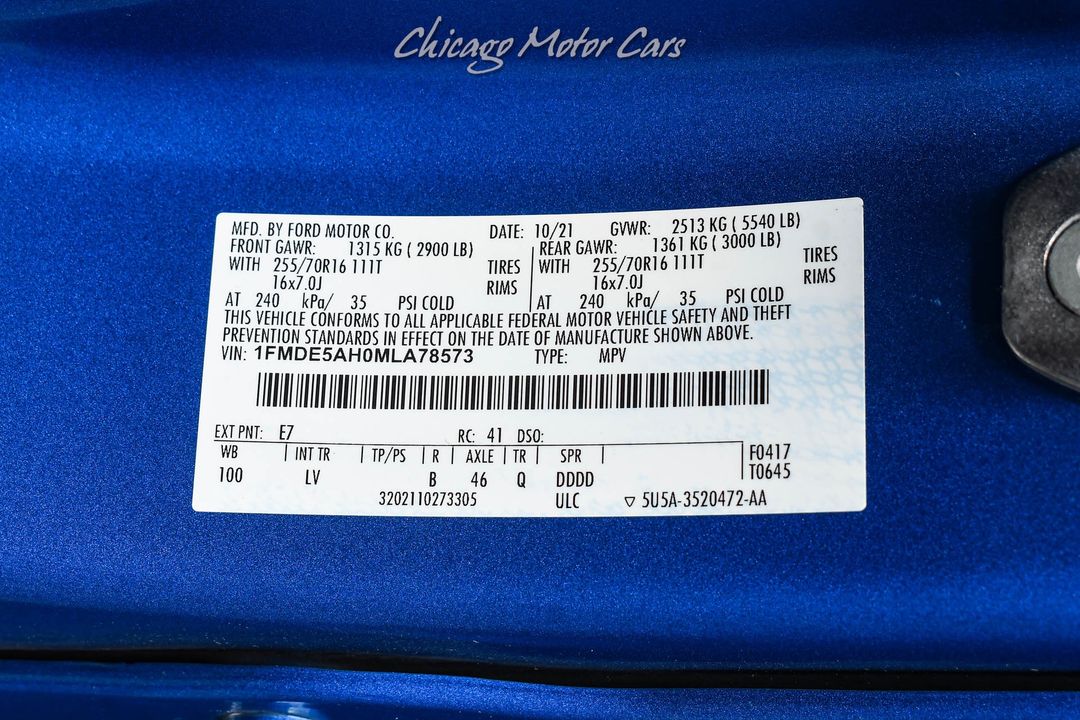 Chicago Motor Cars
MFD. BY FORD MOTOR CO. DATE: 10/21 GVWR: 2513 KG ( 5540 LB)
FRONT GAWR: 1315 KG ( 2900 LB) REAR GAWR: 1361 KG ( 3000 LB)
WITH 255/70R16 111T TIRES WITH 255/70R16 111T TIRES
16x7.0J RIMS 16x7.0J RIMS
AT 240 kPa/ 35 PSI COLD AT 240 kPa/ 35 PSI COLD
THIS VEHICLE CONFORMS TO ALL APPLICABLE FEDERAL MOTOR VEHICLE SAFETY AND THEFT
PREVENTION STANDARDS IN EFFECT ON THE DATE OF MANUFACTURE SHOWN ABOVE.
VIN: 1FMDE5AH0MLA78573 TYPE: MPV
EXT PNT: E7 RC: 41 DSO:
WB INT TR TP/PS R AXLE TR SPR F0417
100 LV B 46 Q DDDD T0645
3202110273305 ULC ▽ 5U5A-3520472-AA